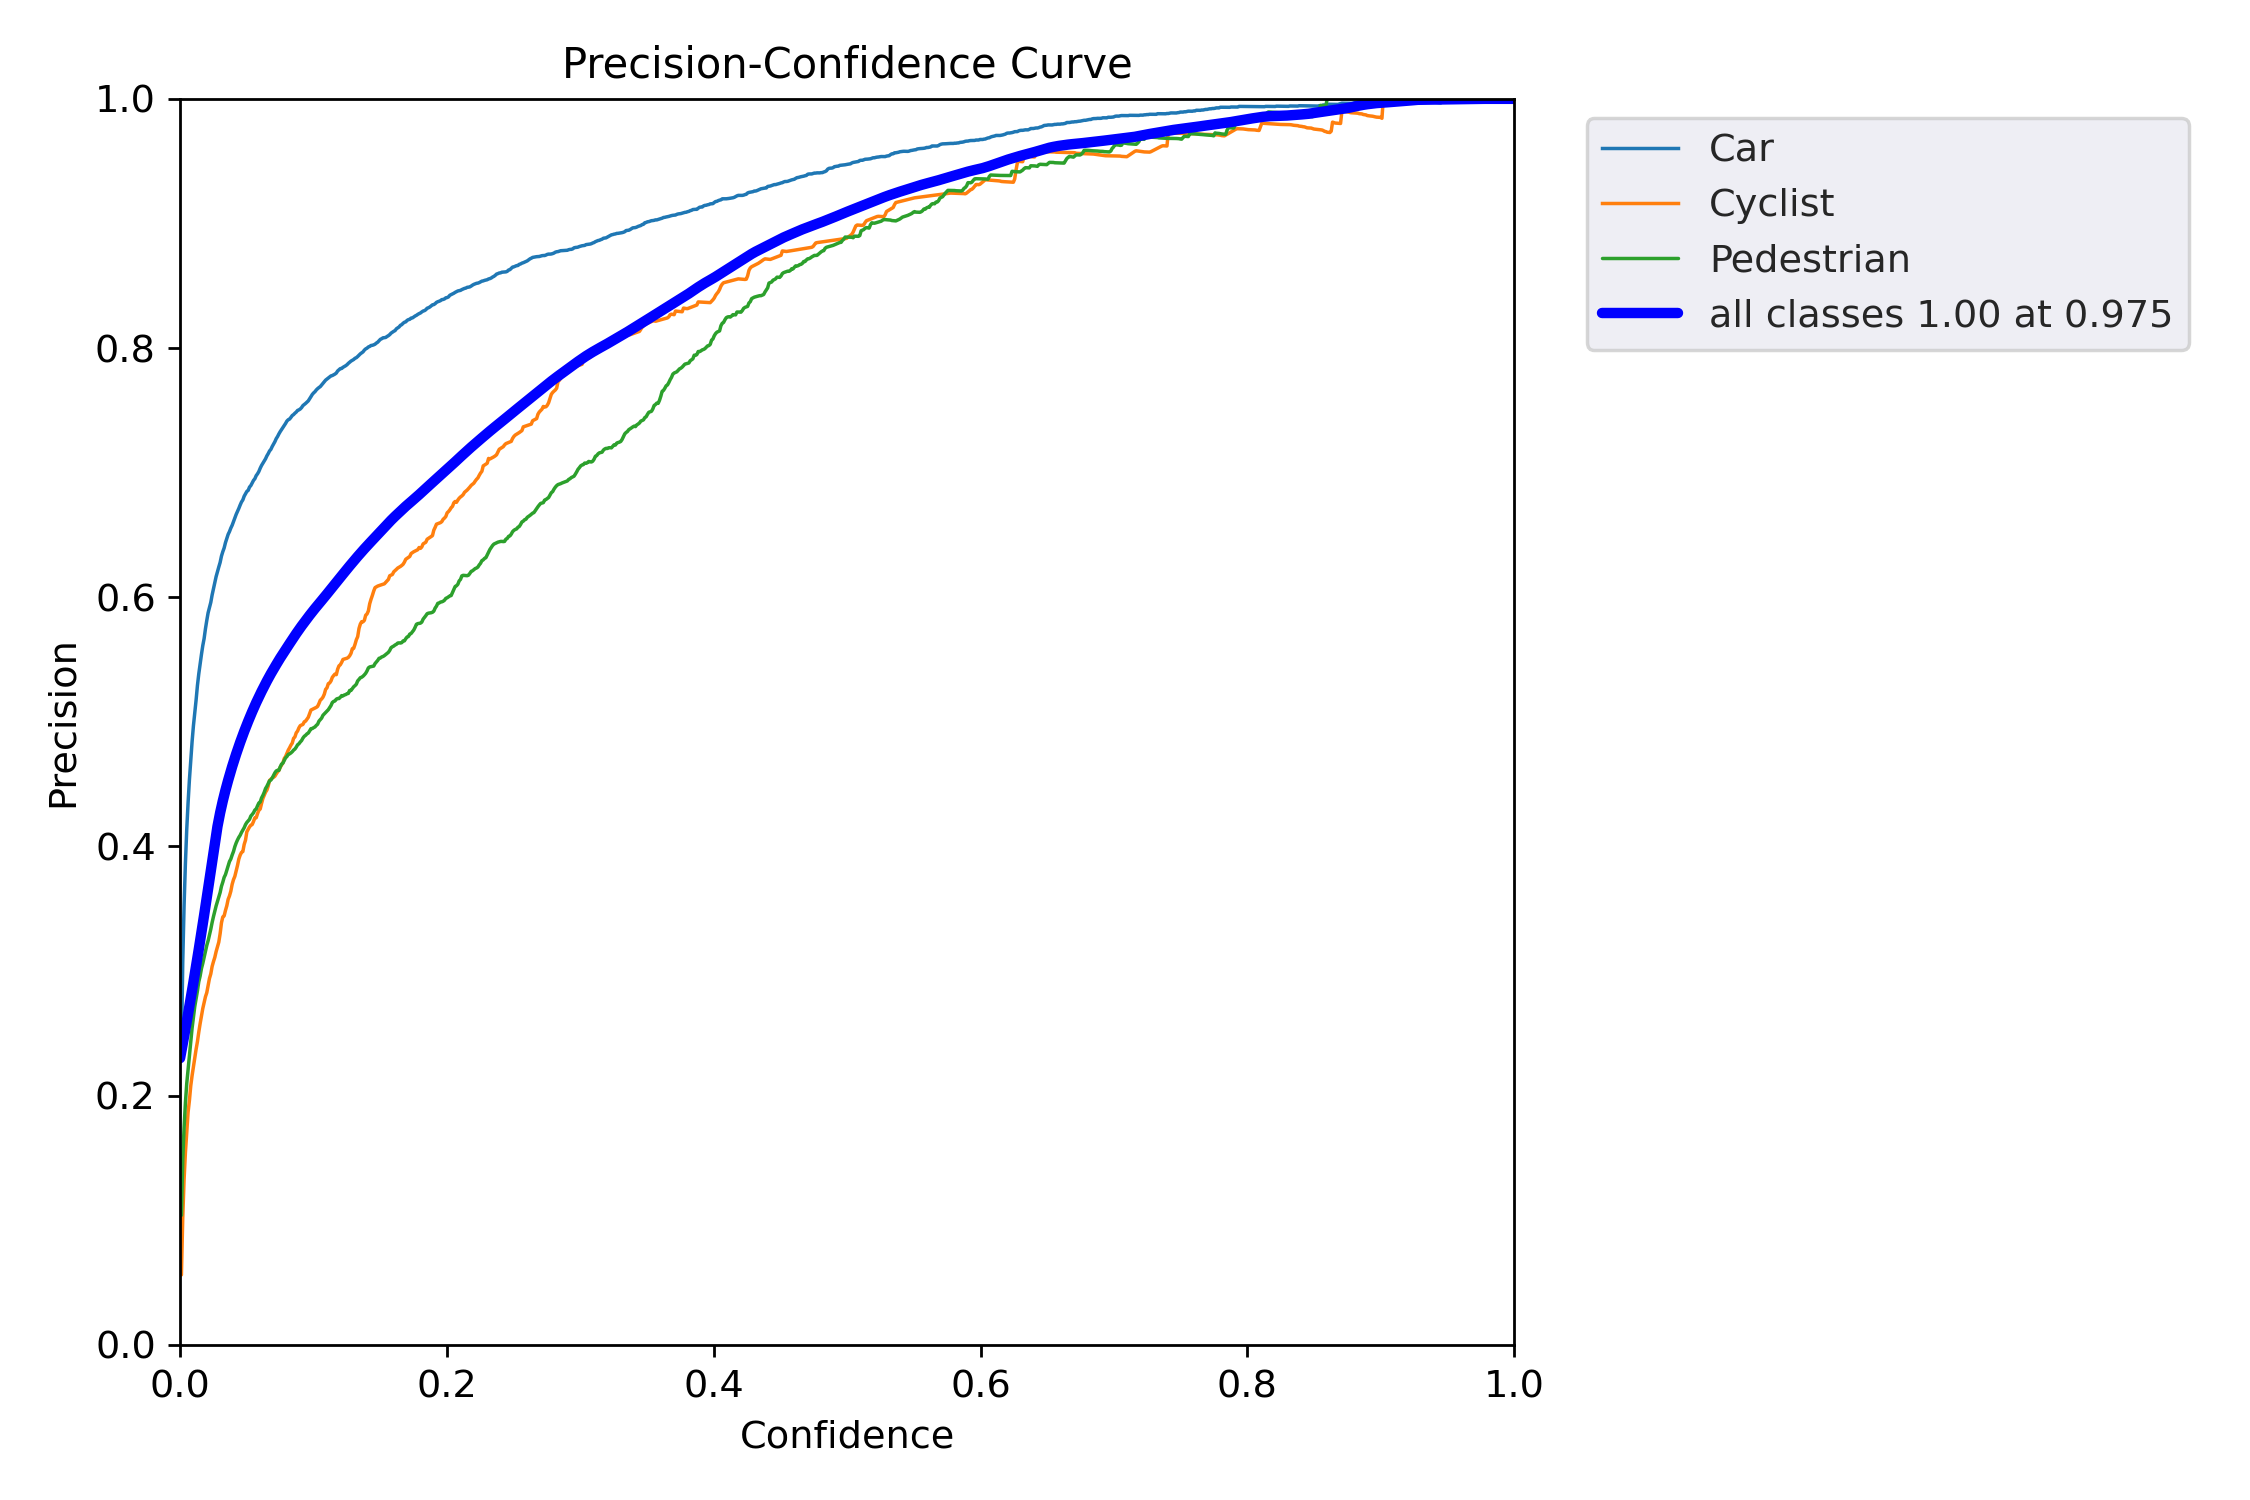 Precision-Confidence Curve
1.0
0.8
0.6
0.4
0.2
0.0
Precision
0.0 0.2 0.4 0.6 0.8 1.0
Confidence
Car
Cyclist
Pedestrian
all classes 1.00 at 0.975